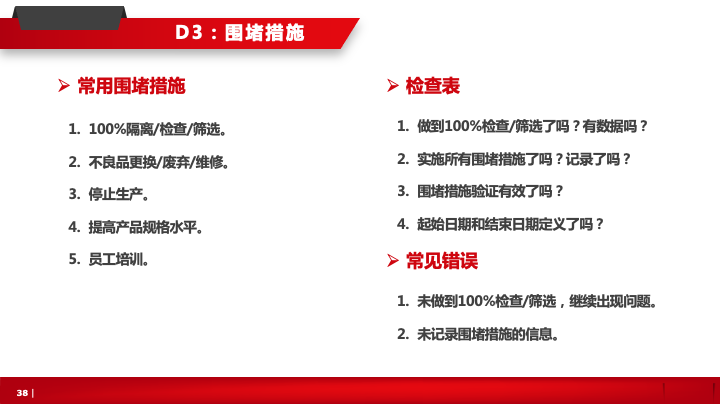 D3：围堵措施
➢ 常用围堵措施
1. 100%隔离/检查/筛选。
2. 不良品更换/废弃/维修。
3. 停止生产。
4. 提高产品规格水平。
5. 员工培训。
➢ 检查表
1. 做到100%检查/筛选了吗？有数据吗？
2. 实施所有围堵措施了吗？记录了吗？
3. 围堵措施验证有效了吗？
4. 起始日期和结束日期定义了吗？
➢ 常见错误
1. 未做到100%检查/筛选，继续出现问题。
2. 未记录围堵措施的信息。
38 |